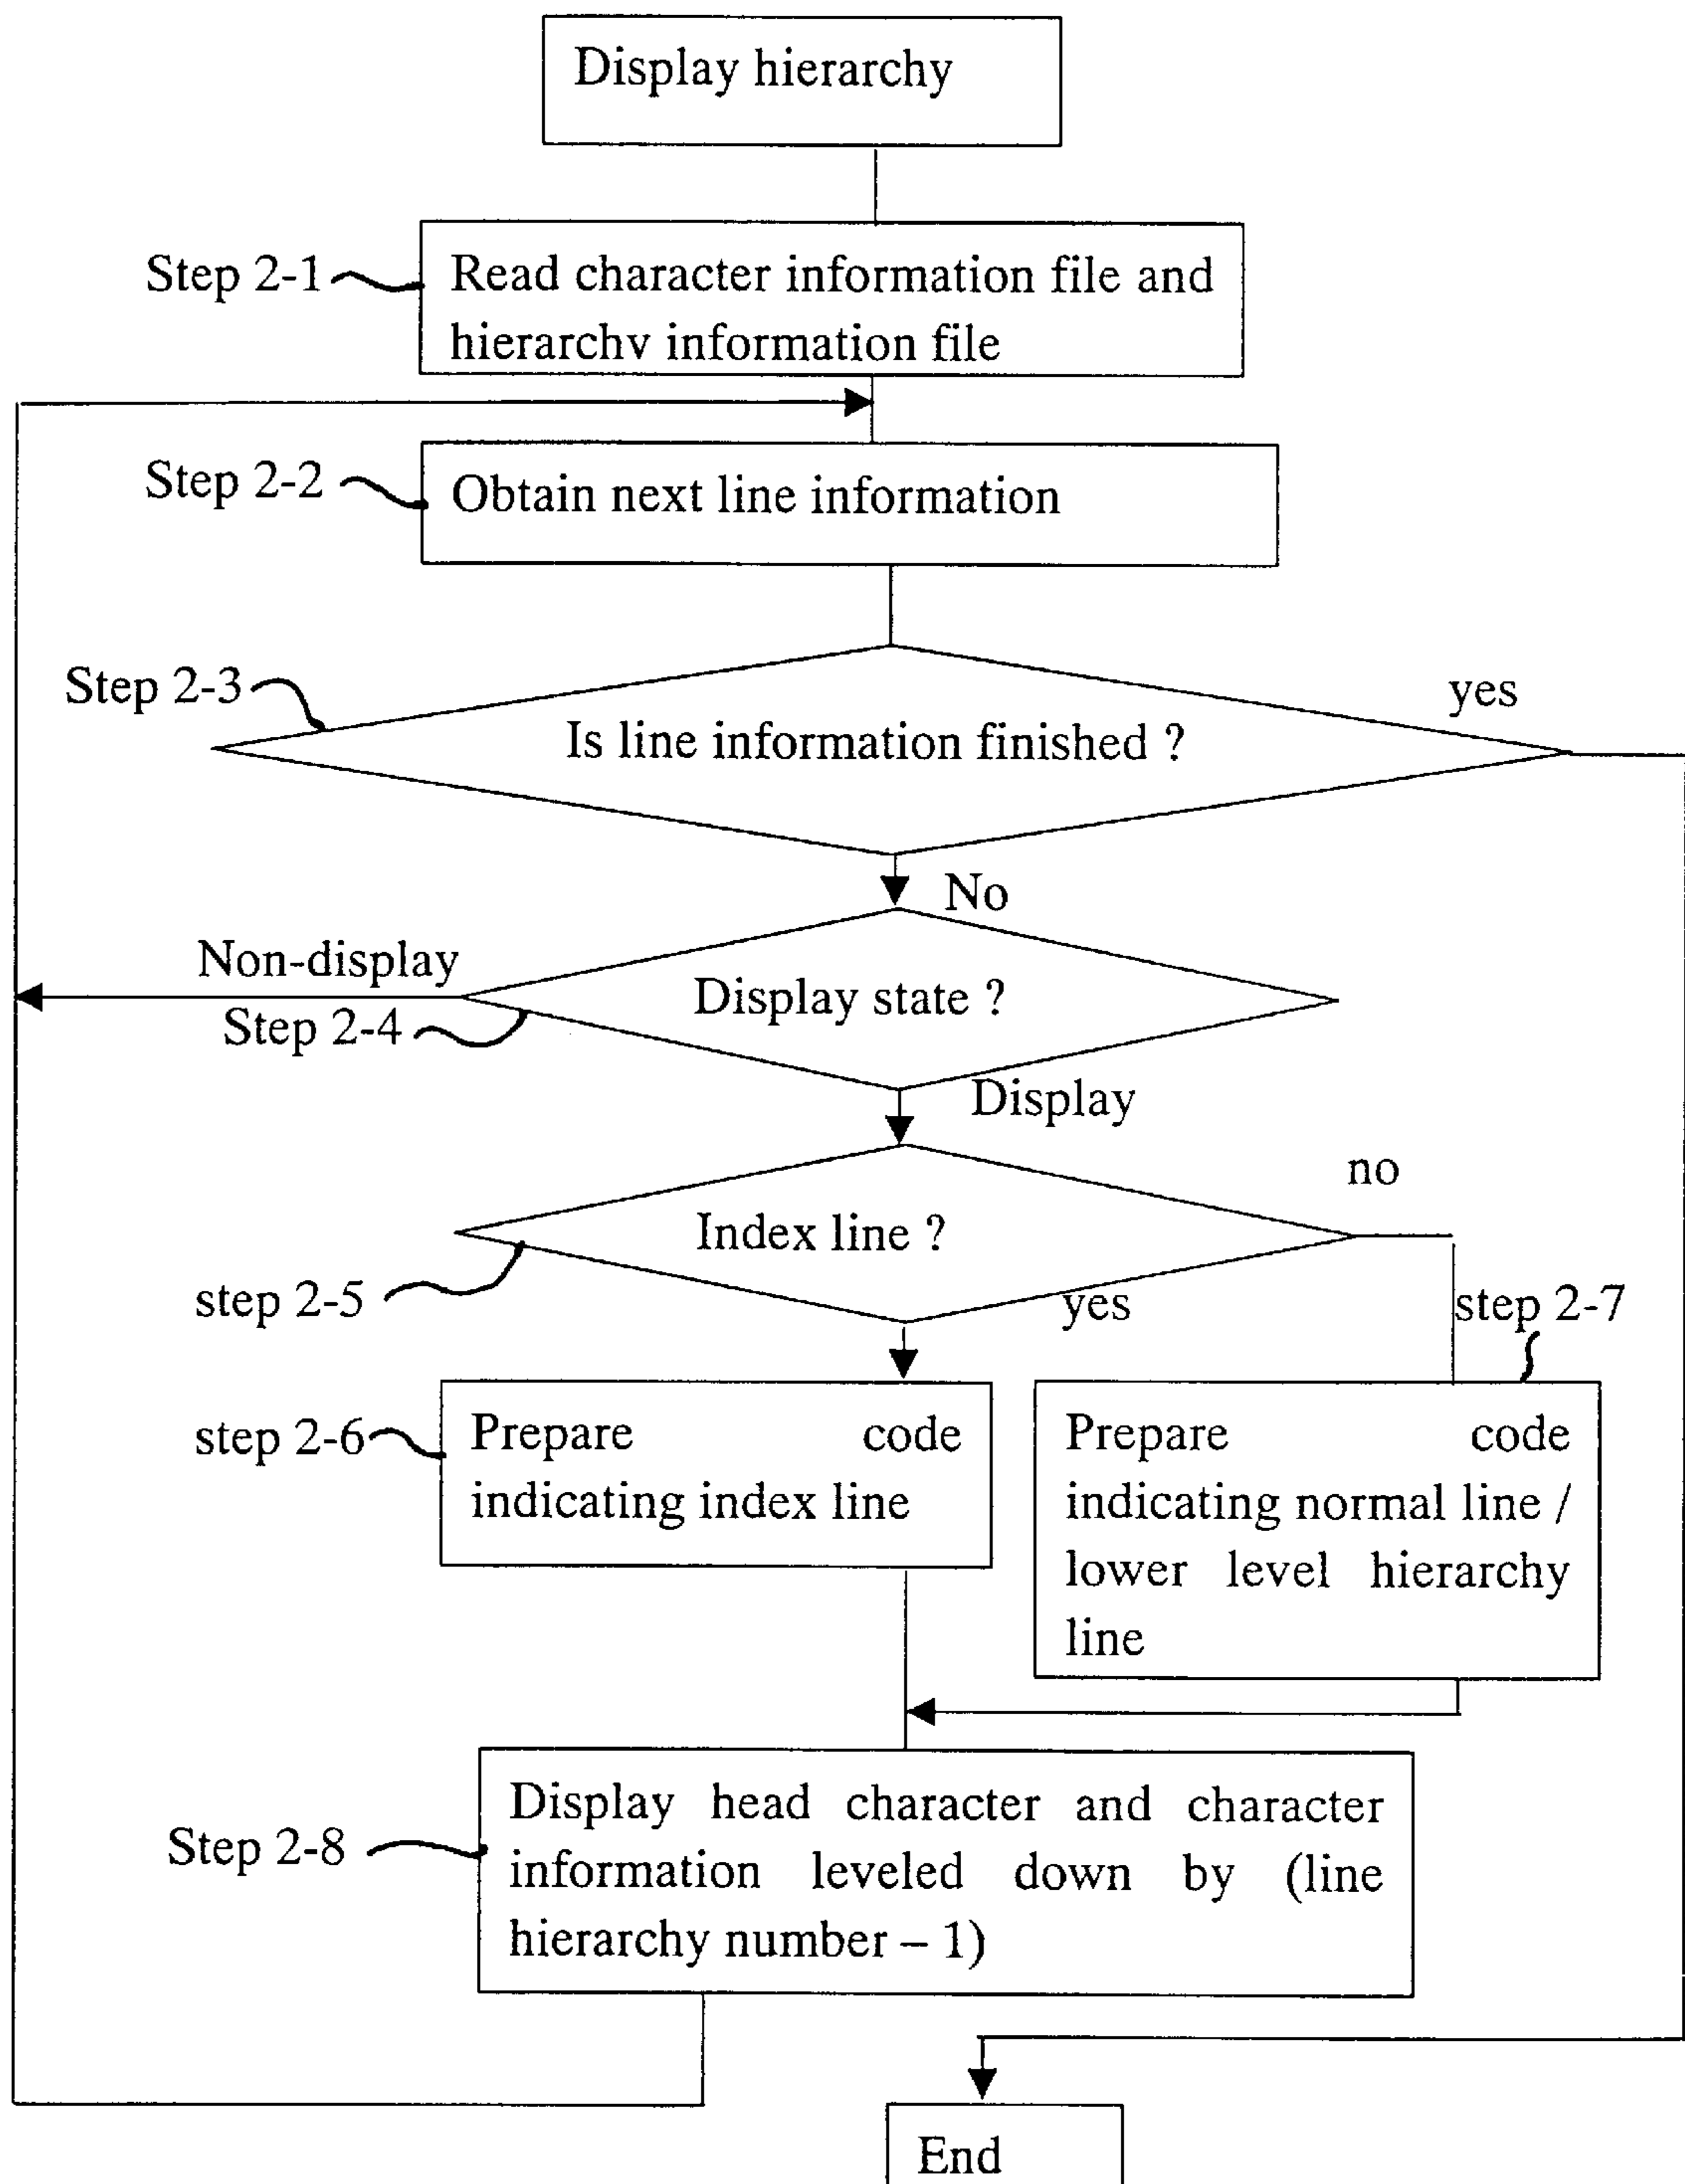 Display hierarchy
Step 2-1
Read character information file and
hierarchy information file
Step 2-2
Obtain next line information
Step 2-3
Is line information finished ?
yes
No
Non-display
Display state ?
Step 2-4
Display
Index line ?
no
step 2-5
yes
step 2-7
step 2-6
Prepare code
indicating index line
Prepare code
indicating normal line /
lower level hierarchy
line
Step 2-8
Display head character and character
information leveled down by (line
hierarchy number – 1)
End